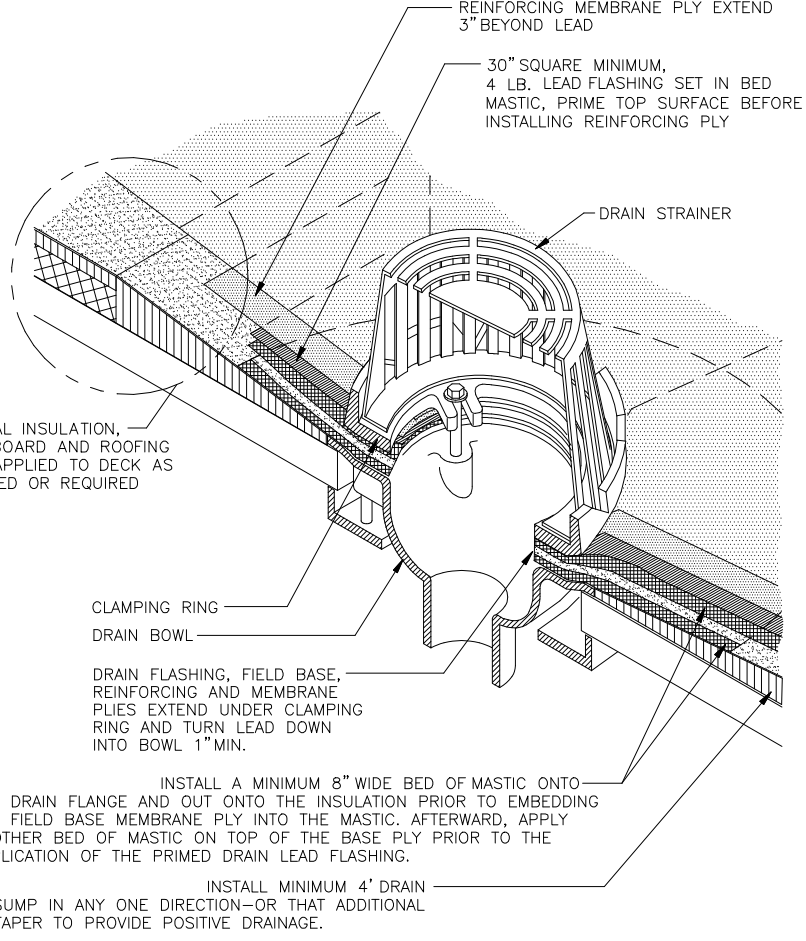 REINFORCING MEMBRANE PLY EXTEND
3" BEYOND LEAD
30" SQUARE MINIMUM,
4 LB. LEAD FLASHING SET IN BED
MASTIC, PRIME TOP SURFACE BEFORE
INSTALLING REINFORCING PLY
DRAIN STRAINER
INSULATION,
AND ROOFING
TO DECK AS
OR REQUIRED
CLAMPING RING
DRAIN BOWL
DRAIN FLASHING, FIELD BASE,
REINFORCING AND MEMBRANE
PLIES EXTEND UNDER CLAMPING
RING AND TURN LEAD DOWN
INTO BOWL 1" MIN.
INSTALL A MINIMUM 8" WIDE BED OF MASTIC ONTO
DRAIN FLANGE AND OUT ONTO THE INSULATION PRIOR TO EMBEDDING
FIELD BASE MEMBRANE PLY INTO THE MASTIC. AFTERWARD, APPLY
BED OF MASTIC ON TOP OF THE BASE PLY PRIOR TO THE
OF THE PRIMED DRAIN LEAD FLASHING.
INSTALL MINIMUM 4' DRAIN
SUMP IN ANY ONE DIRECTION-OR THAT ADDITIONAL
TAPER TO PROVIDE POSITIVE DRAINAGE.